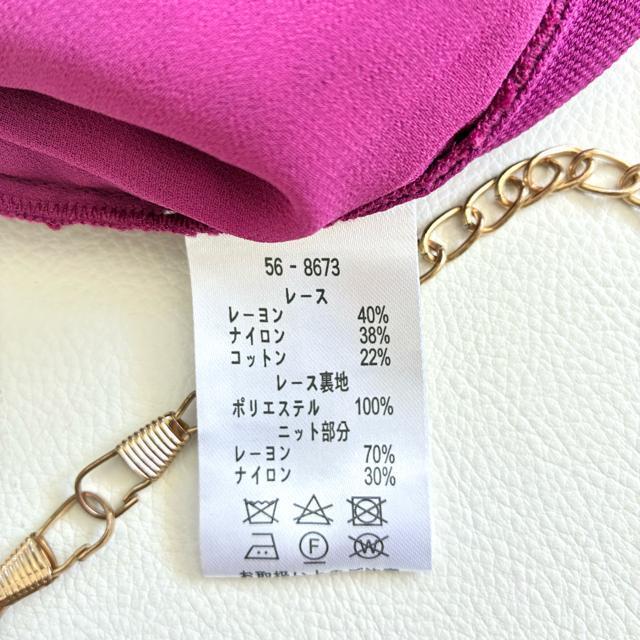 56-8673
レース
レーヨン 40%
ナイロン 38%
コットン 22%
レース裏地
ポリエステル 100%
ニット部分
レーヨン 70%
ナイロン 30%
F W